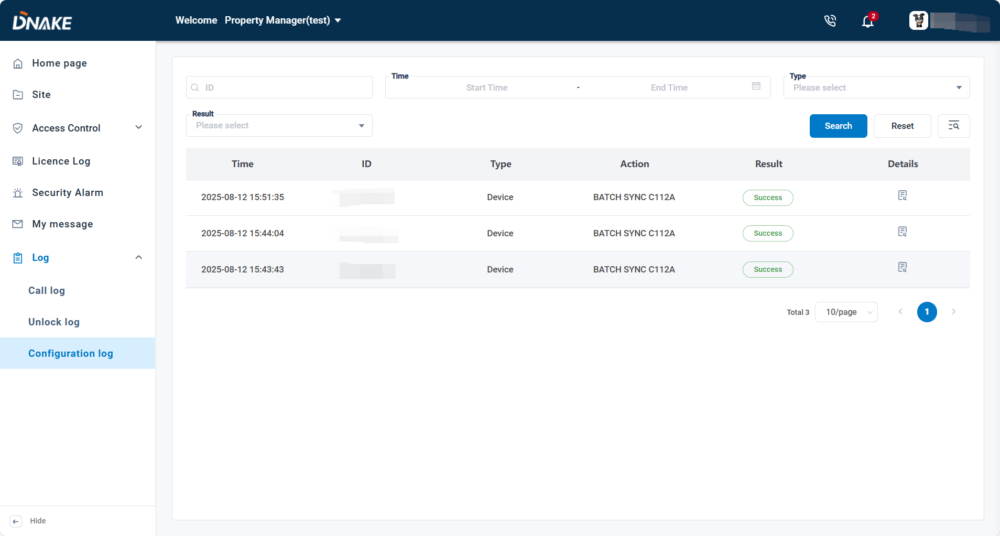 DNAKE
Welcome Property Manager(test)
2
Home page
Site
Access Control
Licence Log
Security Alarm
My message
Log
Call log
Unlock log
Configuration log
Hide
ID
Time
Start Time - End Time
Type
Please select
Result
Please select
Search
Reset
Time ID Type Action Result Details
2025-08-12 15:51:35 Device BATCH SYNC C112A Success
2025-08-12 15:44:04 Device BATCH SYNC C112A Success
2025-08-12 15:43:43 Device BATCH SYNC C112A Success
Total 3 10/page 1